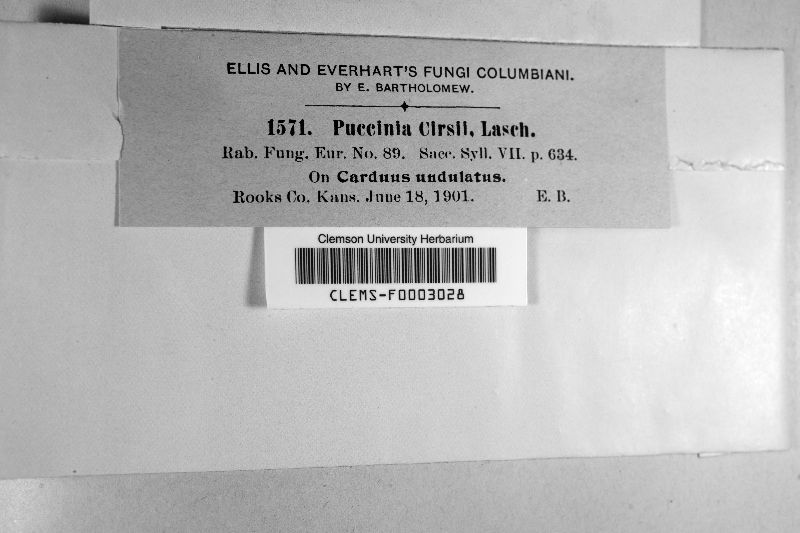 ELLIS AND EVERHART'S FUNGI COLUMBIANI.
BY E. BARTHOLOMEW.
1571. Puccinia Cirsii, Lasch.
Rab. Fung. Eur. No. 89. Sacc. Syll. VII. p. 634.
On Carduus undulatus.
Rooks Co. Kans. June 18, 1901. E. B.
Clemson University Herbarium
CLEMS-F0003028